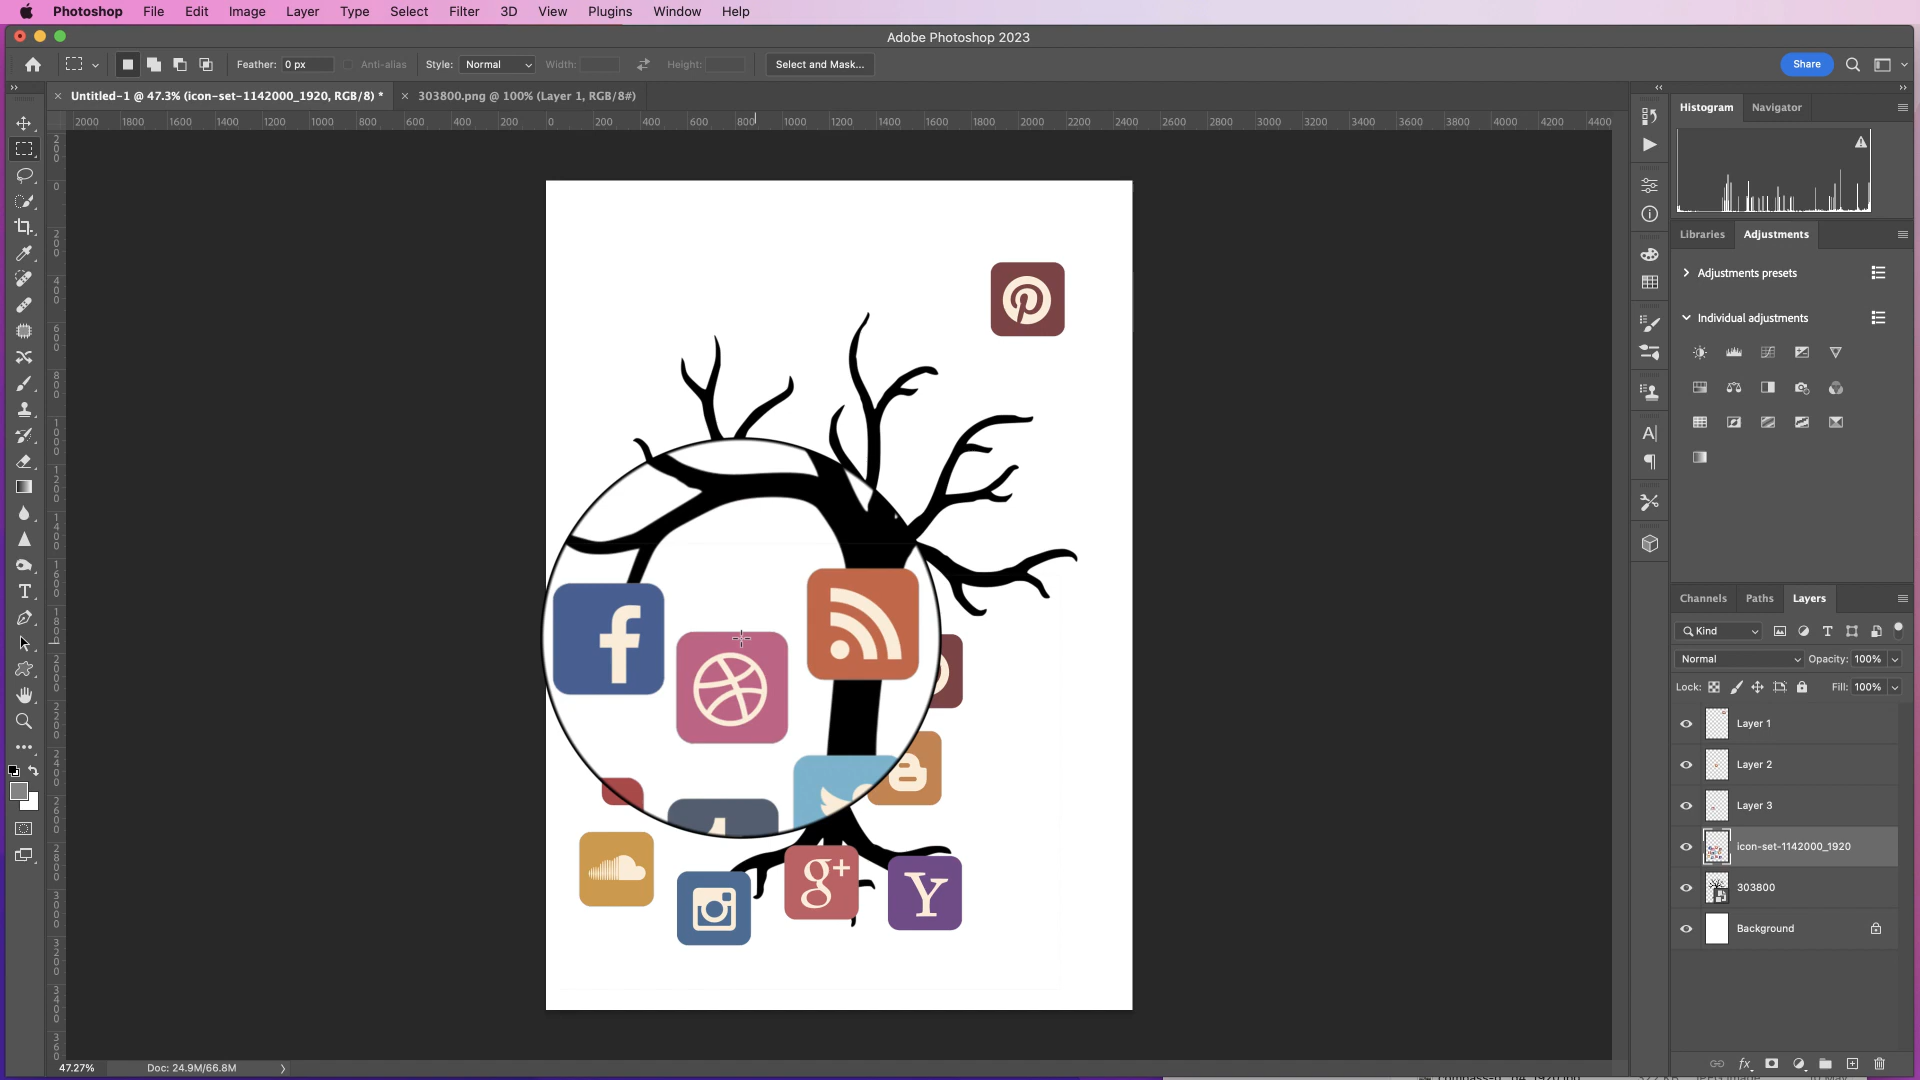 Photoshop File Edit Image Layer Type Select Filter 3D View Plugins Window Help
Adobe Photoshop 2023
Feather: 0 px Anti-alias Style: Normal Width: Height: Select and Mask... Share
Untitled-1 @ 47.3% (icon-set-1142000_1920, RGB/8) * 303800.png @ 100% (Layer 1, RGB/8#)
2000 1800 1600 1400 1200 1000 800 600 400 200 0 200 400 600 800 1000 1200 1400 1600 1800 2000 2200 2400 2600 2800 3000 3200 3400 3600 3800 4000 4200 4400
Histogram Navigator
Libraries Adjustments
Adjustments presets
Individual adjustments
Channels Paths Layers
Kind
Normal Opacity: 100%
Lock: Fill: 100%
Layer 1
Layer 2
Layer 3
icon-set-1142000_1920
303800
Background
f
g+
Y
47.27% Doc: 24.9M/66.8M